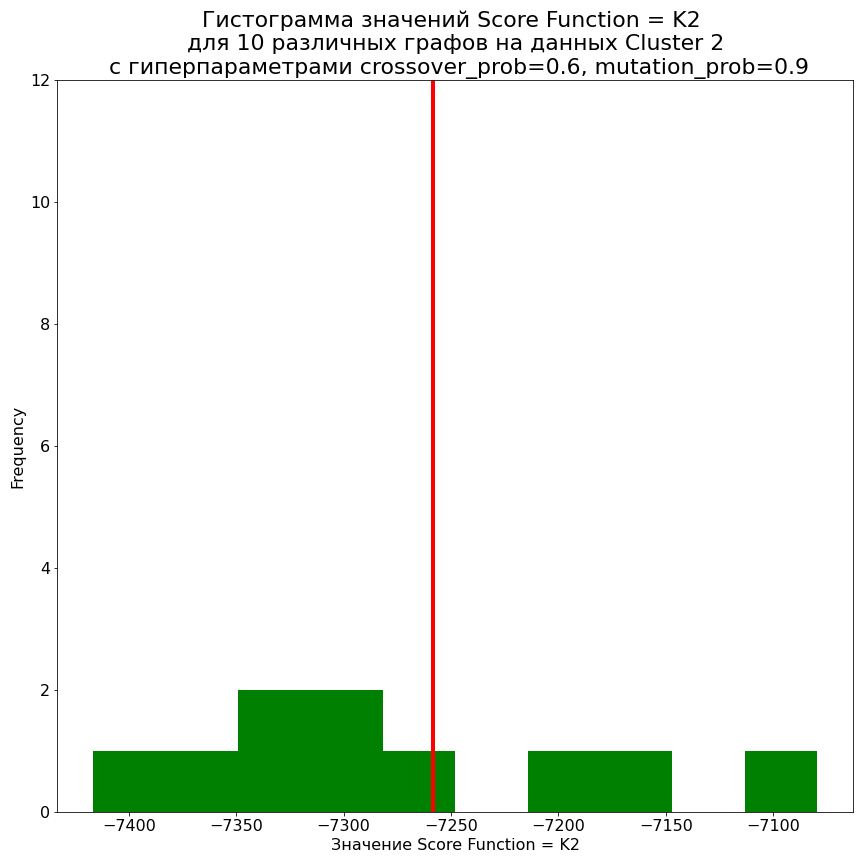 Гистограмма значений Score Function = K2
для 10 различных графов на данных Cluster 2
с гиперпараметрами crossover_prob=0.6, mutation_prob=0.9
12
10
8
6
4
2
0
Frequency
−7400 −7350 −7300 −7250 −7200 −7150 −7100
Значение Score Function = K2